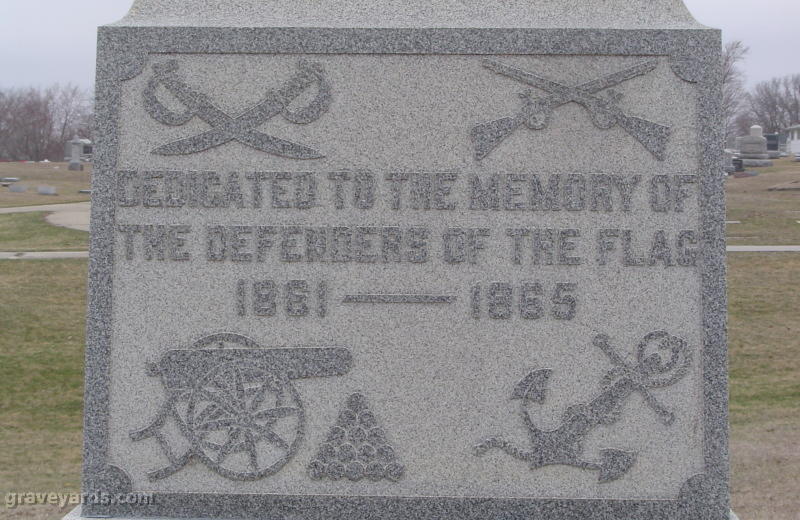 DEDICATED TO THE MEMORY OF
THE DEFENDERS OF THE FLAG
1861 — 1865
graveyards.com